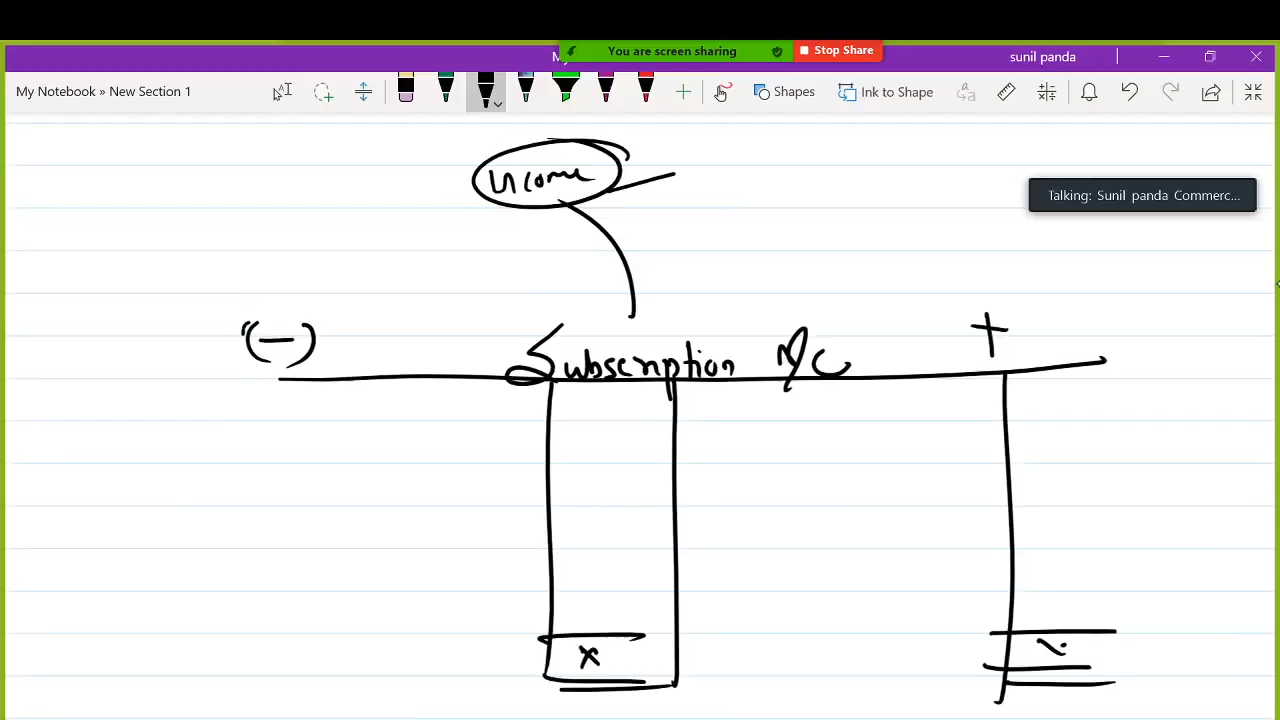 You are screen sharing
Stop Share
My
sunil panda
My Notebook » New Section 1
Shapes
Ink to Shape
Talking: Sunil panda Commerc...
Income
(-) Subscription A/C +
x